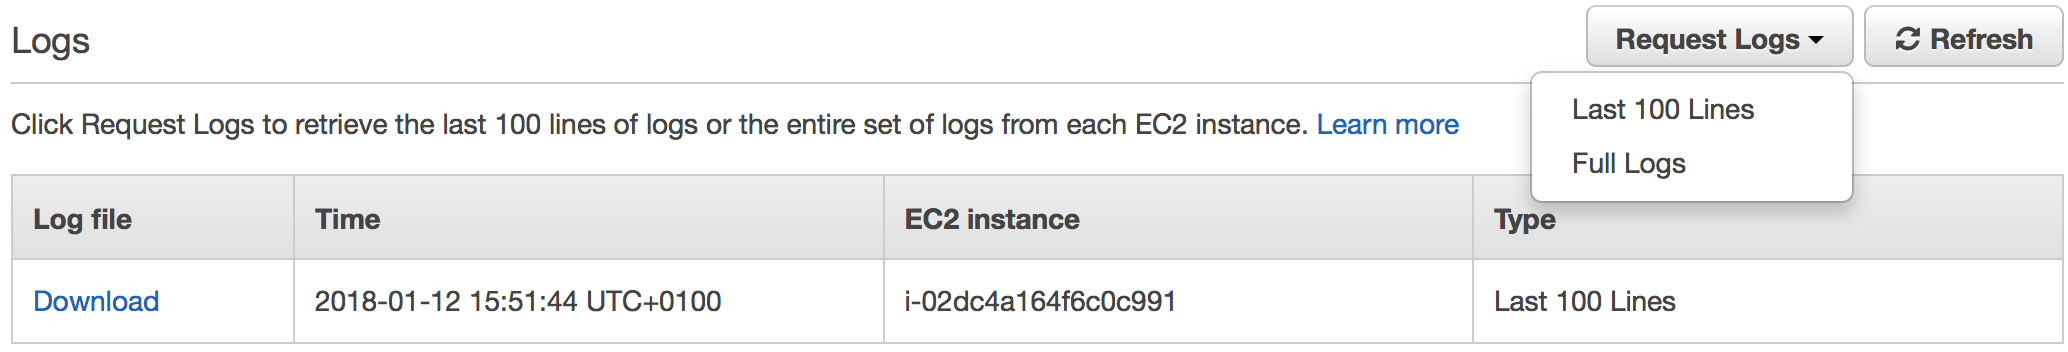 Logs
Request Logs
Refresh
Last 100 Lines
Full Logs
Click Request Logs to retrieve the last 100 lines of logs or the entire set of logs from each EC2 instance. Learn more
Log file Time EC2 instance Type
Download 2018-01-12 15:51:44 UTC+0100 i-02dc4a164f6c0c991 Last 100 Lines